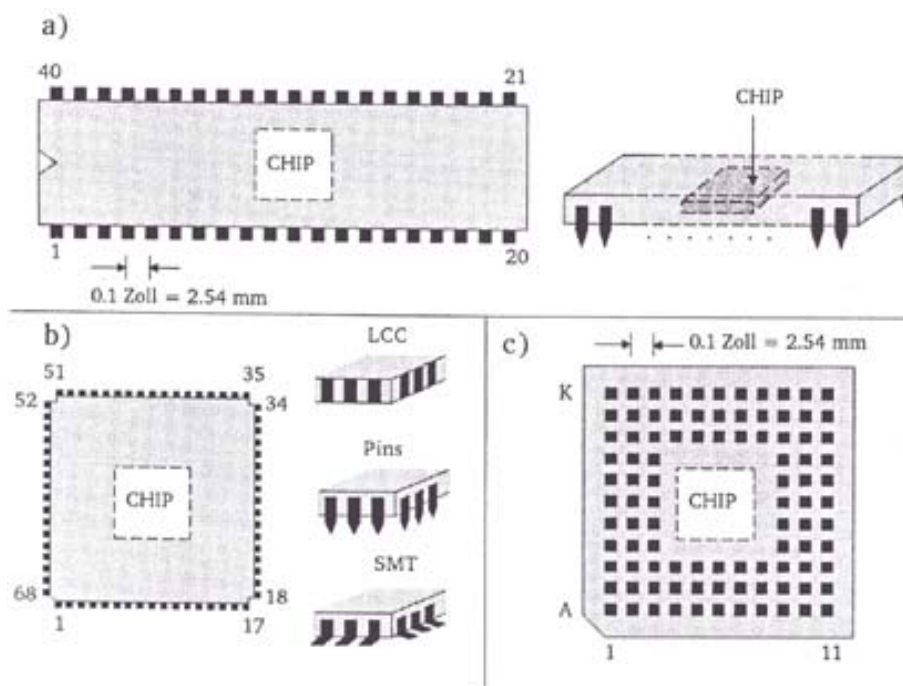 a)
40
21
CHIP
CHIP
1
20
0.1 Zoll = 2.54 mm
b)
51
35
52
34
CHIP
68
18
1
17
LCC
Pins
SMT
c)
0.1 Zoll = 2.54 mm
K
CHIP
A
1
11